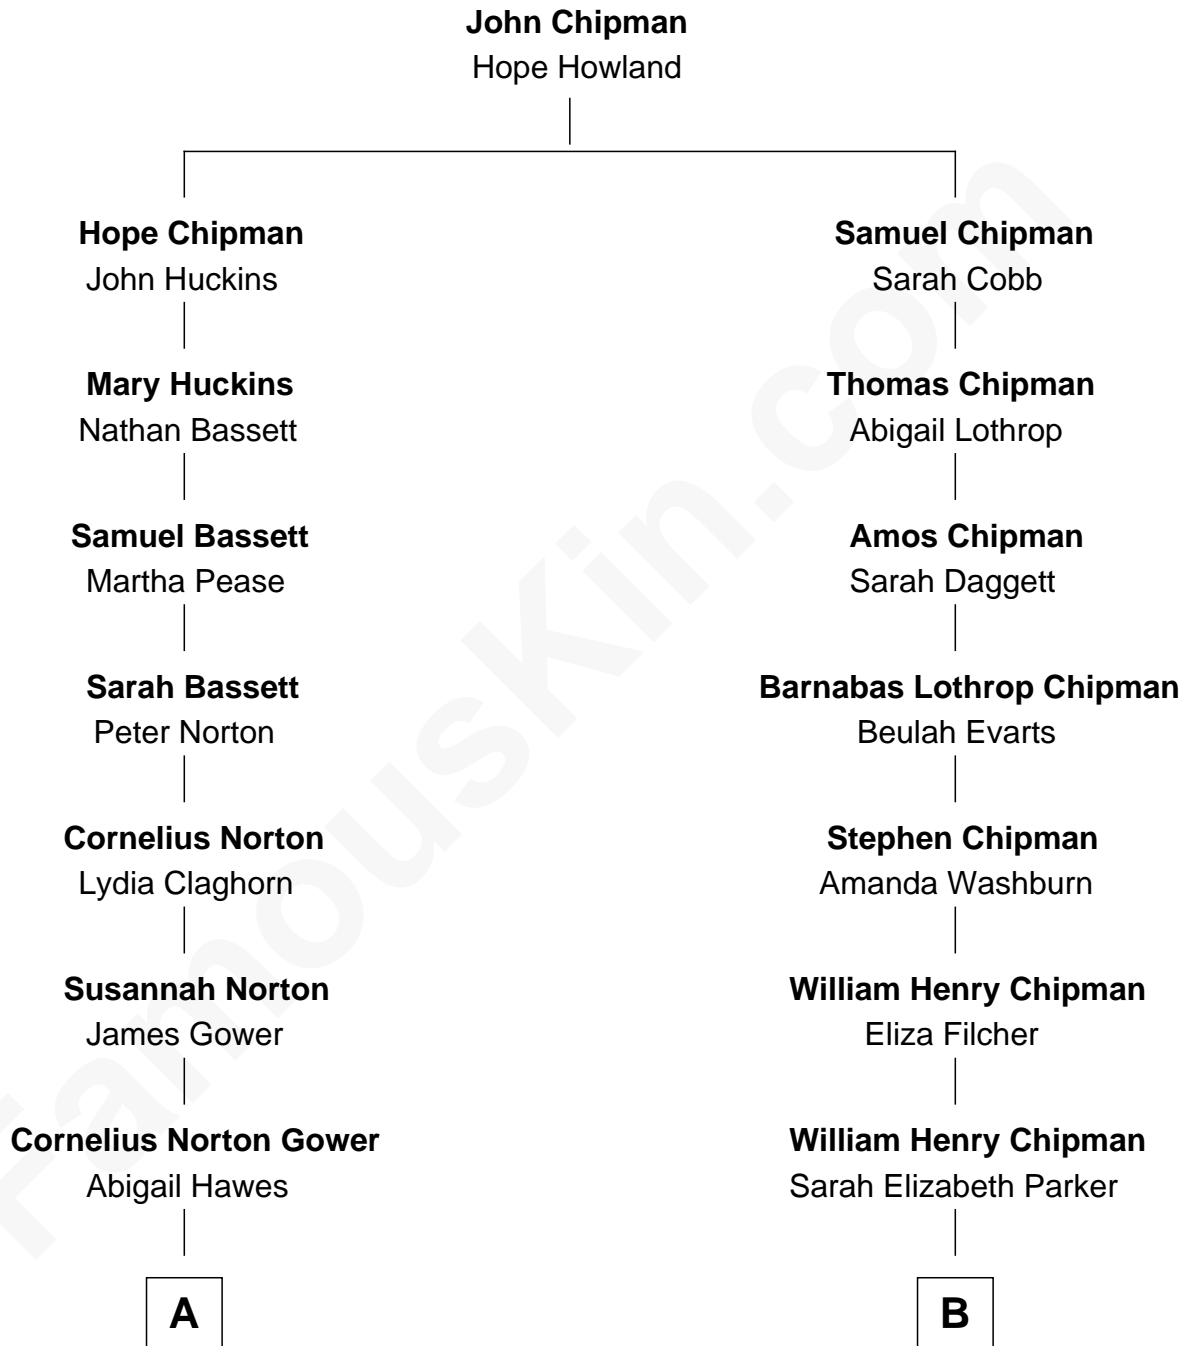 John Chipman
Hope Howland
Hope Chipman
John Huckins
Samuel Chipman
Sarah Cobb
Mary Huckins
Nathan Bassett
Thomas Chipman
Abigail Lothrop
Samuel Bassett
Martha Pease
Amos Chipman
Sarah Daggett
Sarah Bassett
Peter Norton
Barnabas Lothrop Chipman
Beulah Evarts
Cornelius Norton
Lydia Claghorn
Stephen Chipman
Amanda Washburn
Susannah Norton
James Gower
William Henry Chipman
Eliza Filcher
Cornelius Norton Gower
Abigail Hawes
William Henry Chipman
Sarah Elizabeth Parker
A
B
FamousKin.com